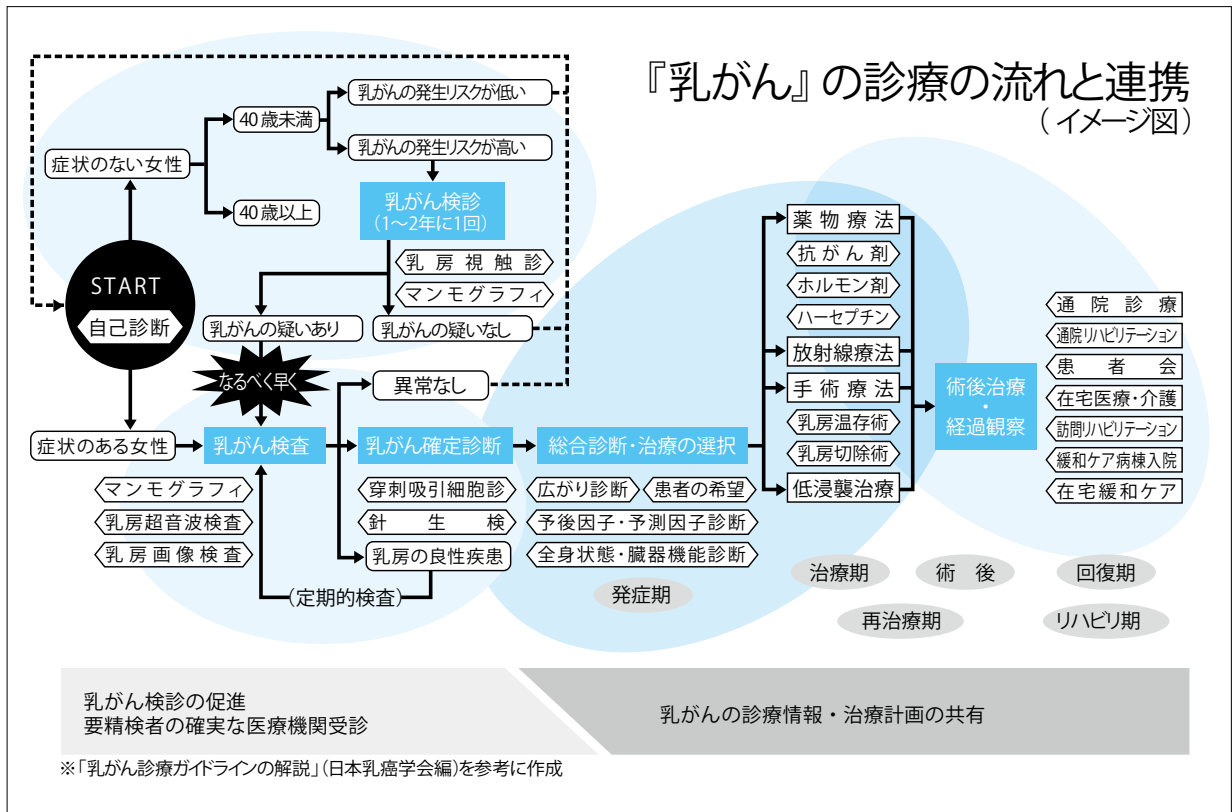 『乳がん』の診療の流れと連携
（イメージ図）
乳がんの発生リスクが低い
40歳未満
乳がんの発生リスクが高い
症状のない女性
40歳以上
乳がん検診
(1～2年に1回)
乳房視触診
マンモグラフィ
START
自己診断
乳がんの疑いあり
乳がんの疑いなし
なるべく早く
異常なし
症状のある女性
乳がん検査
乳がん確定診断
総合診断・治療の選択
マンモグラフィ
乳房超音波検査
乳房画像検査
穿刺吸引細胞診
針生検
乳房の良性疾患
(定期的検査)
広がり診断
患者の希望
予後因子・予測因子診断
全身状態・臓器機能診断
薬物療法
抗がん剤
ホルモン剤
ハーセプチン
放射線療法
手術療法
乳房温存術
乳房切除術
低浸襲治療
術後治療
・
経過観察
通院診療
通院リハビリテーション
患者会
在宅医療・介護
訪問リハビリテーション
緩和ケア病棟入院
在宅緩和ケア
発症期
治療期
術後
回復期
再治療期
リハビリ期
乳がん検診の促進
要精検者の確実な医療機関受診
乳がんの診療情報・治療計画の共有
※「乳がん診療ガイドラインの解説」(日本乳癌学会編)を参考に作成